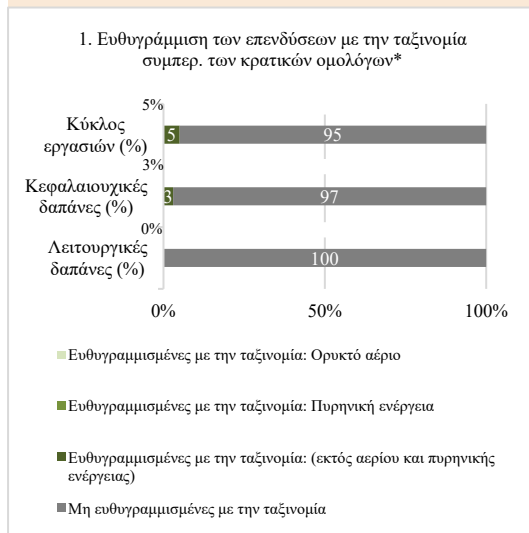 1. Ευθυγράμμιση των επενδύσεων με την ταξινομία
συμπερ. των κρατικών ομολόγων*
5%
Κύκλος
εργασιών (%)
5 95
3%
Κεφαλαιουχικές
δαπάνες (%)
3 97
0%
Λειτουργικές
δαπάνες (%)
100
0% 50% 100%
Ευθυγραμμισμένες με την ταξινομία: Ορυκτό αέριο
Ευθυγραμμισμένες με την ταξινομία: Πυρηνική ενέργεια
Ευθυγραμμισμένες με την ταξινομία: (εκτός αερίου και πυρηνικής
ενέργειας)
Μη ευθυγραμμισμένες με την ταξινομία